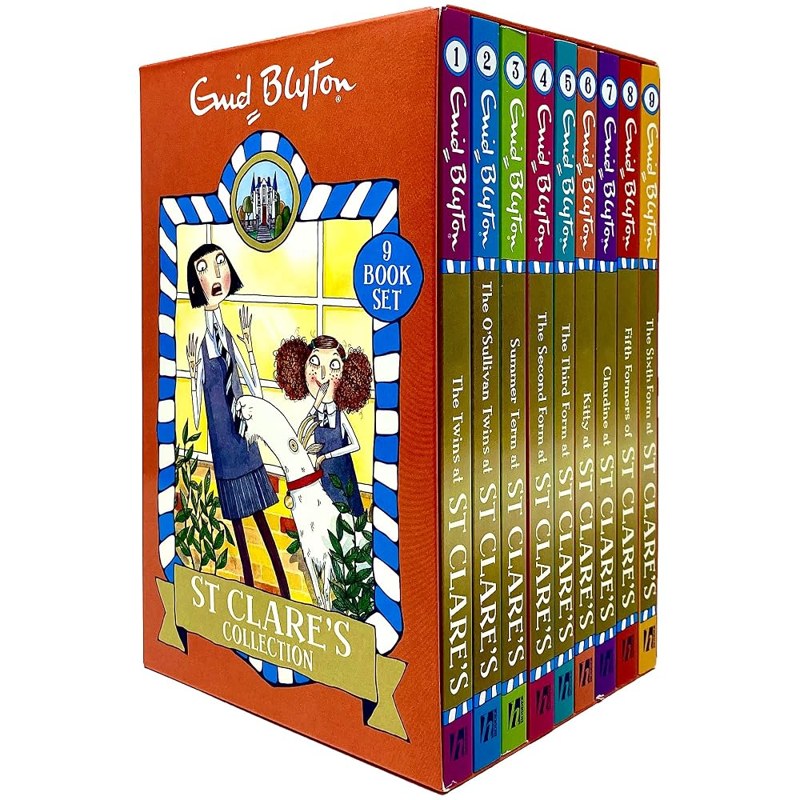 Enid Blyton®
9
BOOK
SET
ST CLARE'S
COLLECTION
1 Enid Blyton® The Twins at ST CLARE'S
2 Enid Blyton® The O'Sullivan Twins at ST CLARE'S
3 Enid Blyton® Summer Term at ST CLARE'S
4 Enid Blyton® The Second Form at ST CLARE'S
5 Enid Blyton® The Third Form at ST CLARE'S
6 Enid Blyton® Kitty at ST CLARE'S
7 Enid Blyton® Claudine at ST CLARE'S
8 Enid Blyton® Fifth Formers of ST CLARE'S
9 Enid Blyton® The Sixth Form at ST CLARE'S